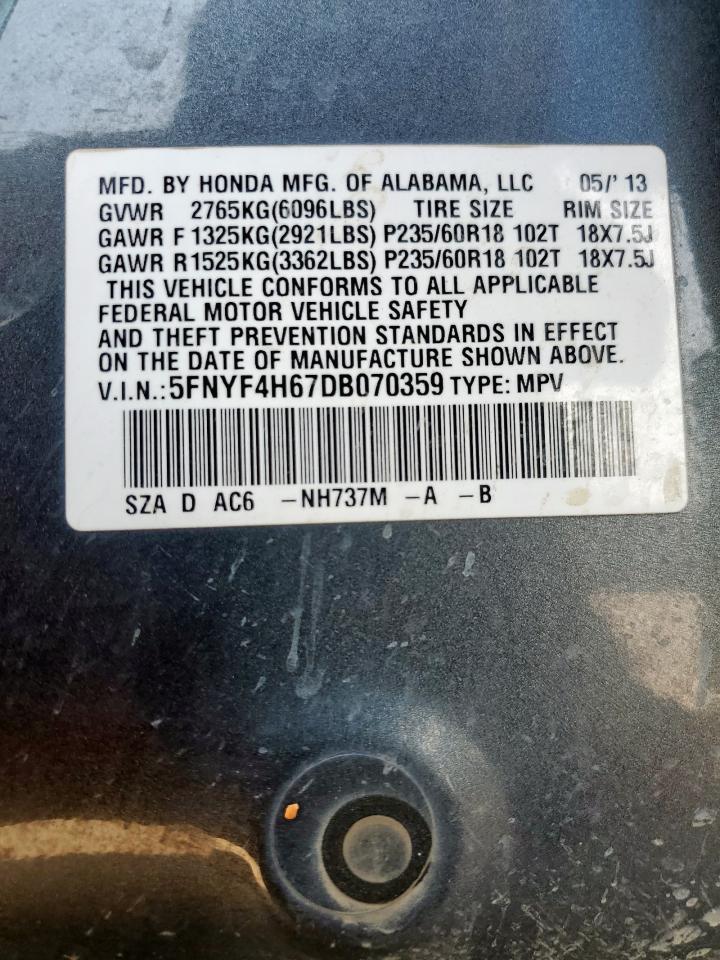 MFD. BY HONDA MFG. OF ALABAMA, LLC 05/' 13
GVWR 2765KG(6096LBS) TIRE SIZE RIM SIZE
GAWR F 1325KG(2921LBS) P235/60R18 102T 18X7.5J
GAWR R1525KG(3362LBS) P235/60R18 102T 18X7.5J
THIS VEHICLE CONFORMS TO ALL APPLICABLE
FEDERAL MOTOR VEHICLE SAFETY
AND THEFT PREVENTION STANDARDS IN EFFECT
ON THE DATE OF MANUFACTURE SHOWN ABOVE.
V.I.N.: 5FNYF4H67DB070359 TYPE: MPV
SZA D AC6 -NH737M -A -B